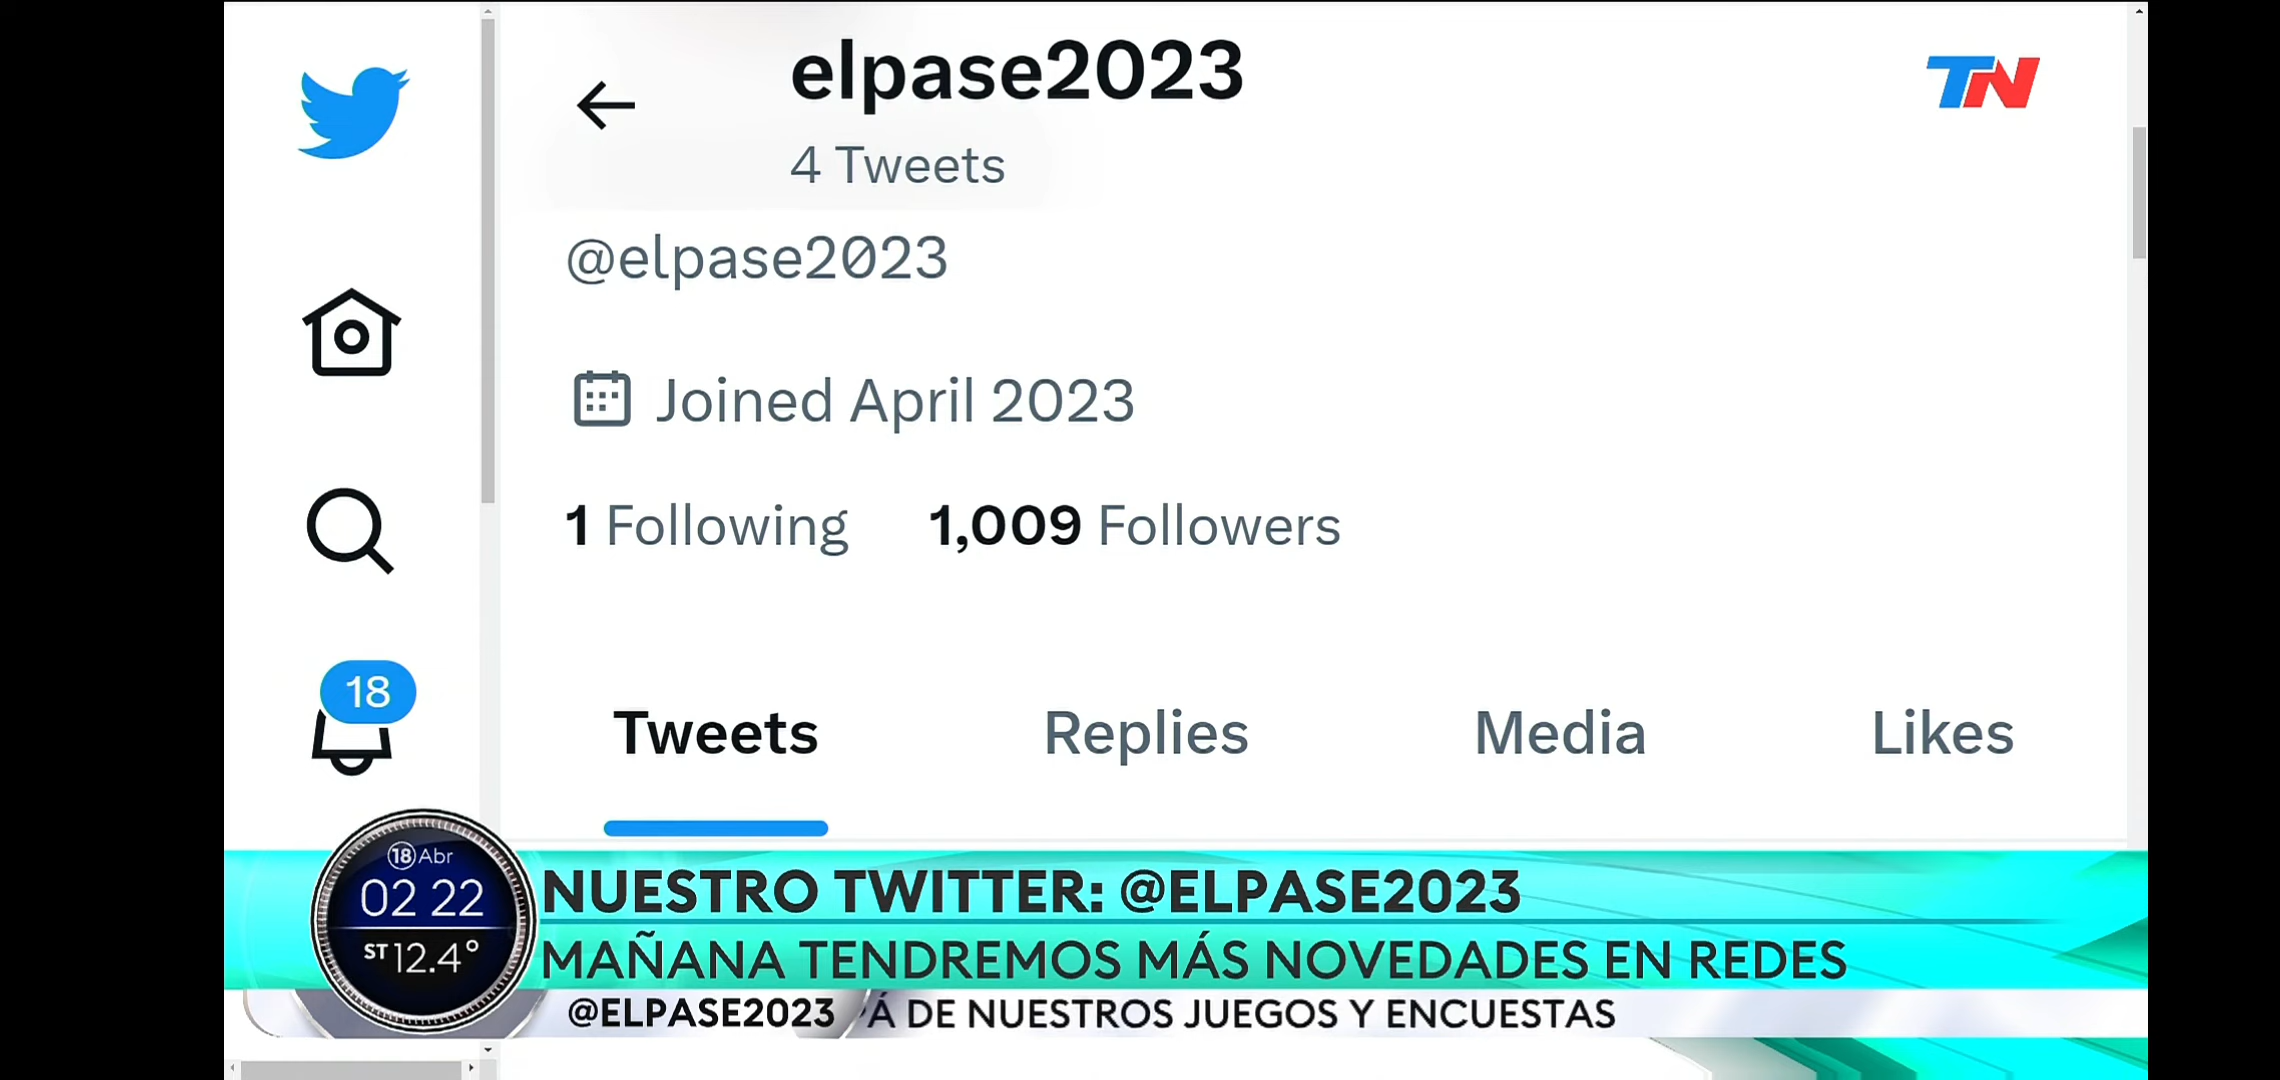 elpase2023
TN
4 Tweets
@elpase2023
Joined April 2023
1 Following 1,009 Followers
18
Tweets Replies Media Likes
18 Abr
02 22
ST 12.4°
NUESTRO TWITTER: @ELPASE2023
MAÑANA TENDREMOS MÁS NOVEDADES EN REDES
@ELPASE2023 Á DE NUESTROS JUEGOS Y ENCUESTAS